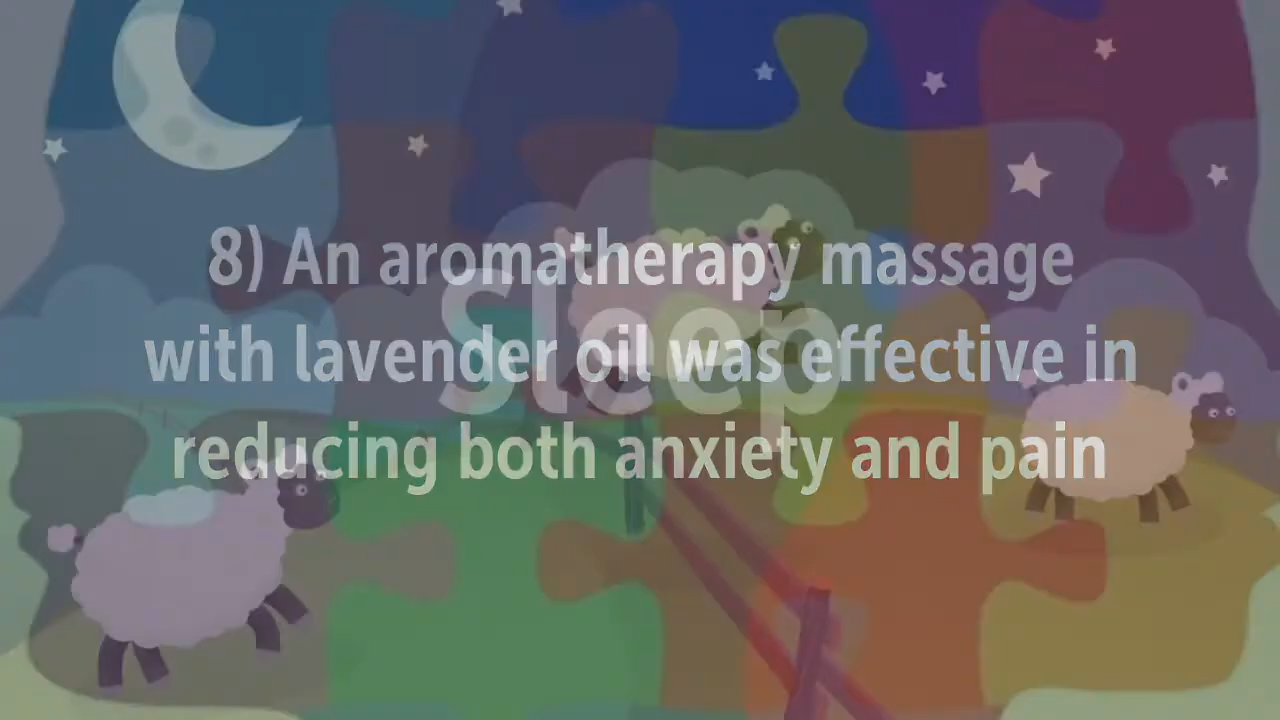 8) An aromatherapy massage
Sleep
with lavender oil was effective in
reducing both anxiety and pain